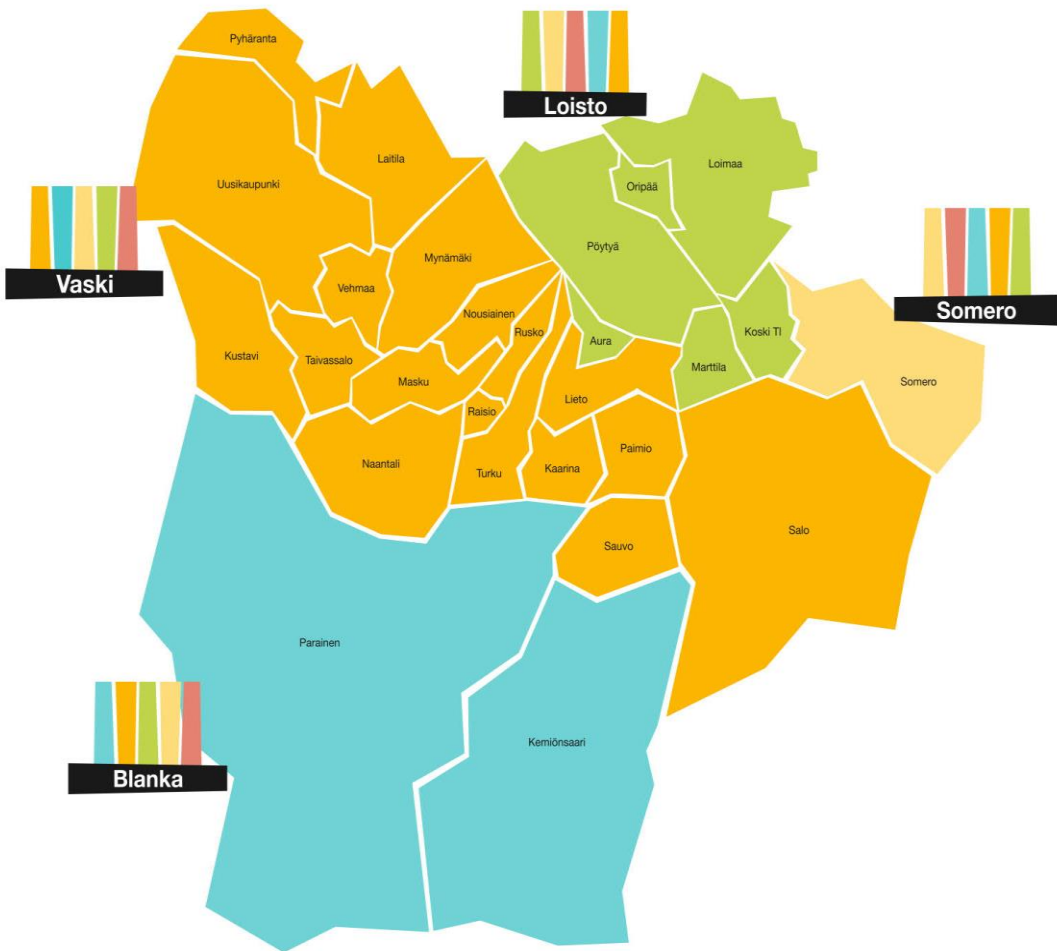 Pyhäranta
Loisto
Laitila
Loimaa
Uusikaupunki
Oripää
Vaski
Mynämäki
Pöytyä
Vehmaa
Somero
Nousiainen
Rusko
Koski Tl
Aura
Kustavi
Taivassalo
Marttila
Masku
Lieto
Somero
Raisio
Naantali
Turku
Kaarina
Paimio
Salo
Sauvo
Parainen
Kemiönsaari
Blanka